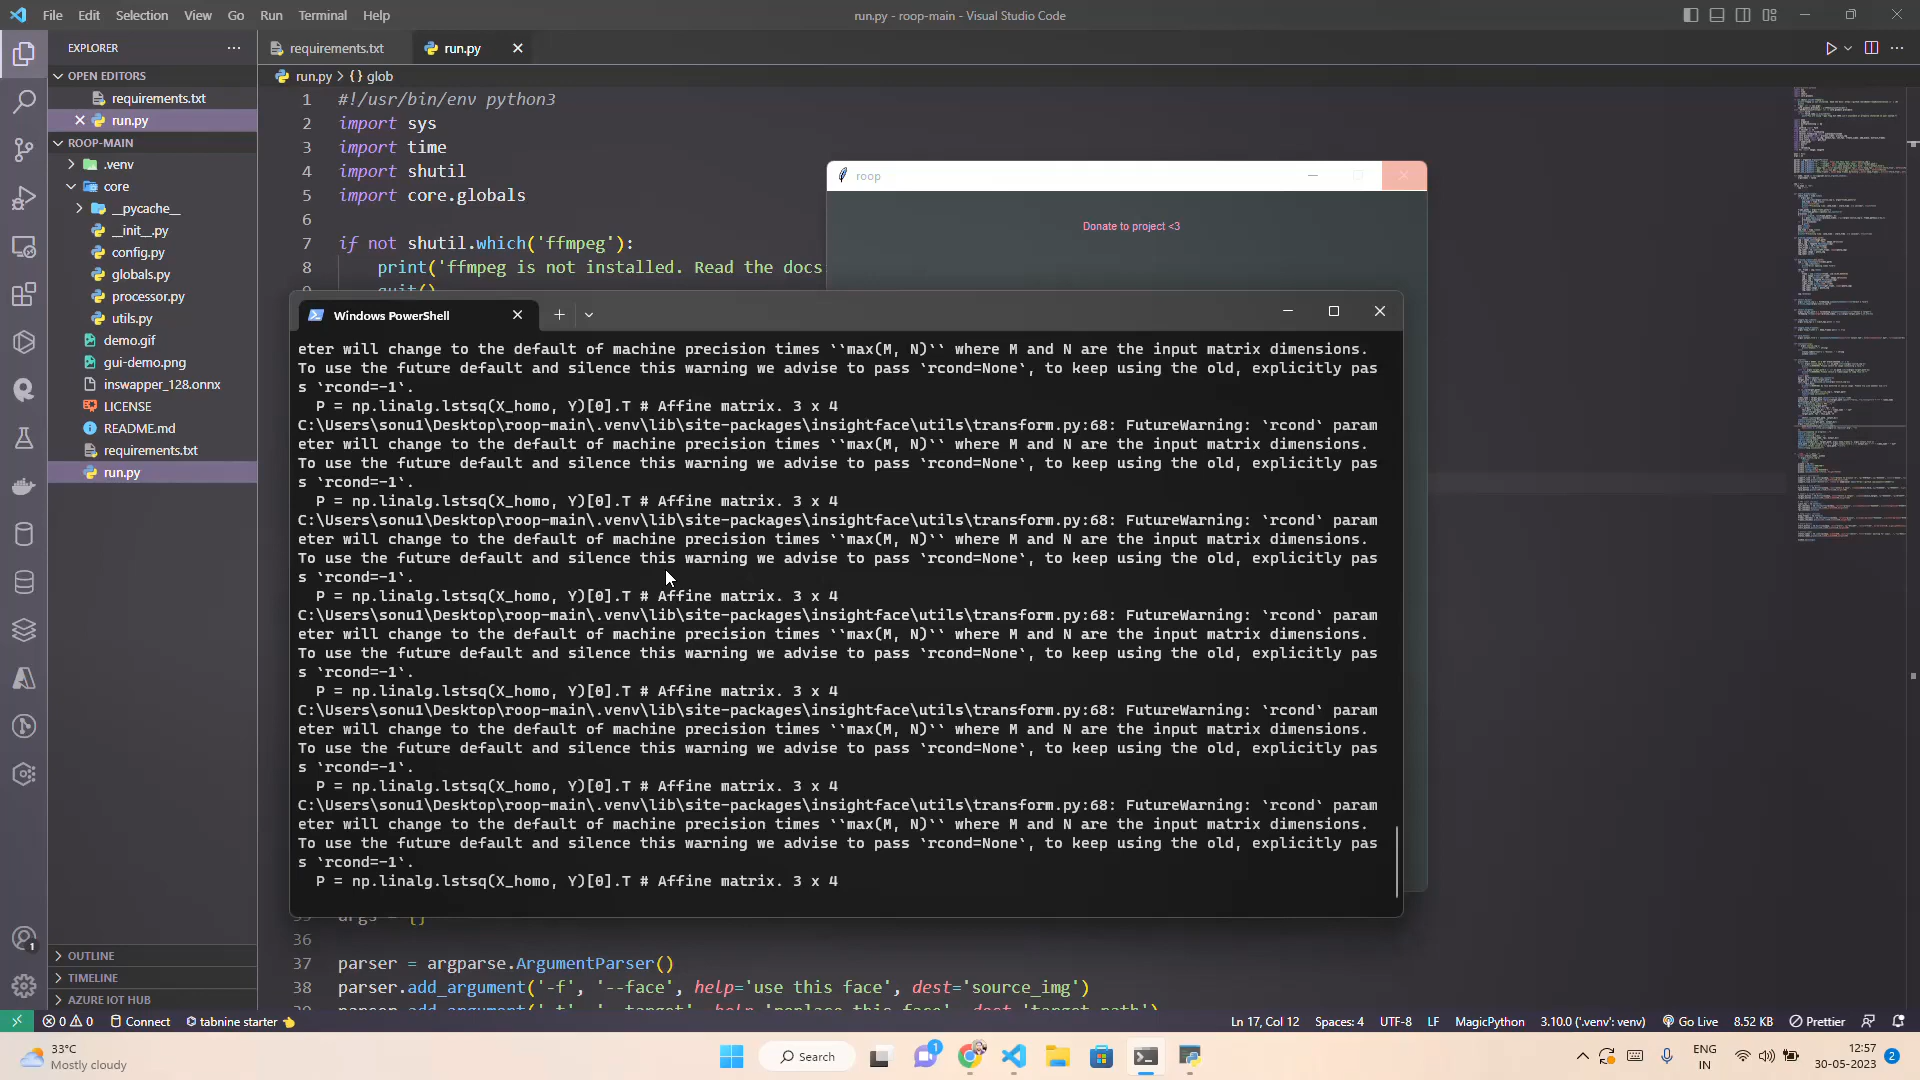 File Edit Selection View Go Run Terminal Help
run.py - roop-main - Visual Studio Code
EXPLORER
OPEN EDITORS
requirements.txt
run.py
ROOP-MAIN
.venv
core
__pycache__
__init__.py
config.py
globals.py
processor.py
utils.py
demo.gif
gui-demo.png
inswapper_128.onnx
LICENSE
README.md
requirements.txt
run.py
OUTLINE
TIMELINE
AZURE IOT HUB
requirements.txt
run.py
run.py > {} glob
1 #!/usr/bin/env python3
2 import sys
3 import time
4 import shutil
5 import core.globals
6
7 if not shutil.which('ffmpeg'):
8 print('ffmpeg is not installed. Read the docs
quit()
roop
Donate to project <3
Windows PowerShell
eter will change to the default of machine precision times ``max(M, N)`` where M and N are the input matrix dimensions.
To use the future default and silence this warning we advise to pass `rcond=None`, to keep using the old, explicitly pas
s `rcond=-1`.
P = np.linalg.lstsq(X_homo, Y)[0].T # Affine matrix. 3 x 4
C:\Users\sonu1\Desktop\roop-main\.venv\lib\site-packages\insightface\utils\transform.py:68: FutureWarning: `rcond` param
eter will change to the default of machine precision times ``max(M, N)`` where M and N are the input matrix dimensions.
To use the future default and silence this warning we advise to pass `rcond=None`, to keep using the old, explicitly pas
s `rcond=-1`.
P = np.linalg.lstsq(X_homo, Y)[0].T # Affine matrix. 3 x 4
C:\Users\sonu1\Desktop\roop-main\.venv\lib\site-packages\insightface\utils\transform.py:68: FutureWarning: `rcond` param
eter will change to the default of machine precision times ``max(M, N)`` where M and N are the input matrix dimensions.
To use the future default and silence this warning we advise to pass `rcond=None`, to keep using the old, explicitly pas
s `rcond=-1`.
P = np.linalg.lstsq(X_homo, Y)[0].T # Affine matrix. 3 x 4
C:\Users\sonu1\Desktop\roop-main\.venv\lib\site-packages\insightface\utils\transform.py:68: FutureWarning: `rcond` param
eter will change to the default of machine precision times ``max(M, N)`` where M and N are the input matrix dimensions.
To use the future default and silence this warning we advise to pass `rcond=None`, to keep using the old, explicitly pas
s `rcond=-1`.
P = np.linalg.lstsq(X_homo, Y)[0].T # Affine matrix. 3 x 4
C:\Users\sonu1\Desktop\roop-main\.venv\lib\site-packages\insightface\utils\transform.py:68: FutureWarning: `rcond` param
eter will change to the default of machine precision times ``max(M, N)`` where M and N are the input matrix dimensions.
To use the future default and silence this warning we advise to pass `rcond=None`, to keep using the old, explicitly pas
s `rcond=-1`.
P = np.linalg.lstsq(X_homo, Y)[0].T # Affine matrix. 3 x 4
C:\Users\sonu1\Desktop\roop-main\.venv\lib\site-packages\insightface\utils\transform.py:68: FutureWarning: `rcond` param
eter will change to the default of machine precision times ``max(M, N)`` where M and N are the input matrix dimensions.
To use the future default and silence this warning we advise to pass `rcond=None`, to keep using the old, explicitly pas
s `rcond=-1`.
P = np.linalg.lstsq(X_homo, Y)[0].T # Affine matrix. 3 x 4
35 args = {}
36
37 parser = argparse.ArgumentParser()
38 parser.add_argument('-f', '--face', help='use this face', dest='source_img')
39 parser.add_argument('-t', '--target', help='replace this face', dest='target_path')
0 0 Connect tabnine starter
Ln 17, Col 12 Spaces: 4 UTF-8 LF MagicPython 3.10.0 ('.venv': venv) Go Live 8.52 KB Prettier
33°C
Mostly cloudy
Search
1
ENG
IN
12:57
30-05-2023
2